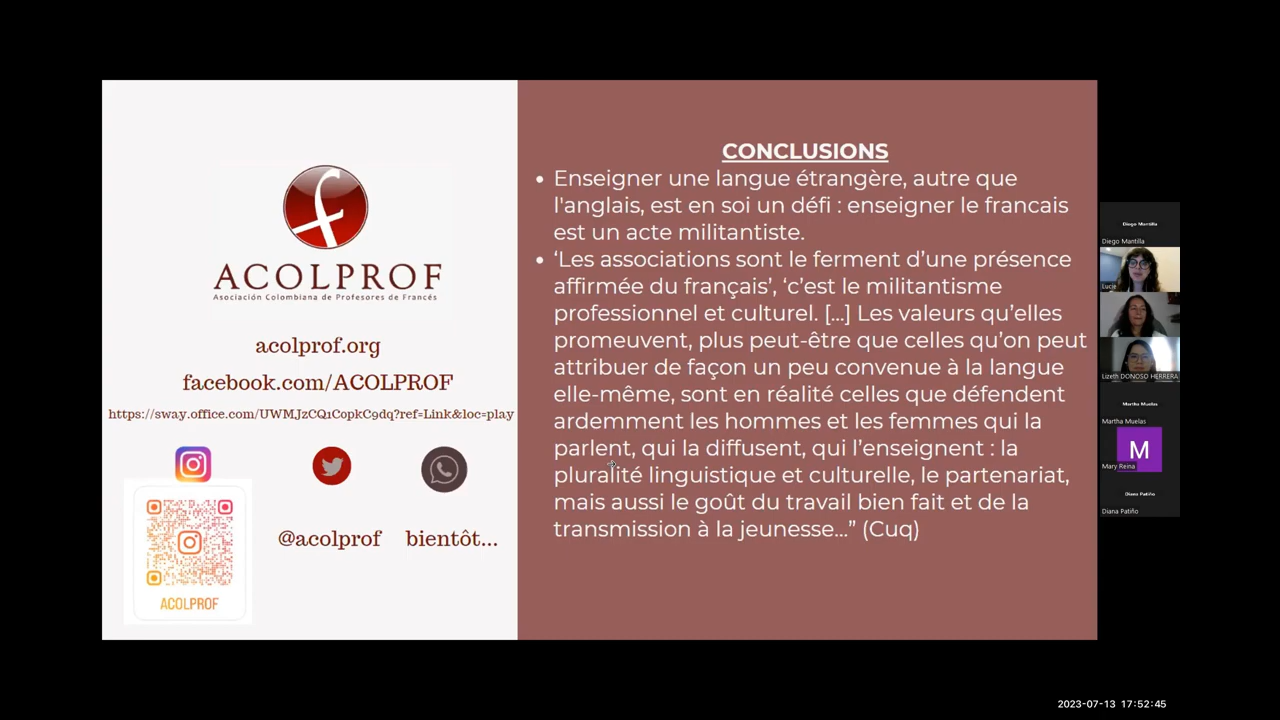 ACOLPROF
Asociación Colombiana de Profesores de Francés
acolprof.org
facebook.com/ACOLPROF
https://sway.office.com/UWMJzCQ1CopkC9dq?ref=Link&loc=play
@acolprof
bientôt...
ACOLPROF
CONCLUSIONS
Enseigner une langue étrangère, autre que
l'anglais, est en soi un défi : enseigner le francais
est un acte militantiste.
‘Les associations sont le ferment d’une présence
affirmée du français’, ‘c’est le militantisme
professionnel et culturel. [...] Les valeurs qu’elles
promeuvent, plus peut-être que celles qu’on peut
attribuer de façon un peu convenue à la langue
elle-même, sont en réalité celles que défendent
ardemment les hommes et les femmes qui la
parlent, qui la diffusent, qui l’enseignent : la
pluralité linguistique et culturelle, le partenariat,
mais aussi le goût du travail bien fait et de la
transmission à la jeunesse...” (Cuq)
Diego Mantilla
Diego Mantilla
Lucie
Lizeth DONOSO HERRERA
Martha Muelas
Martha Muelas
M
Mary Reina
Diana Patiño
Diana Patiño
2023-07-13 17:52:45